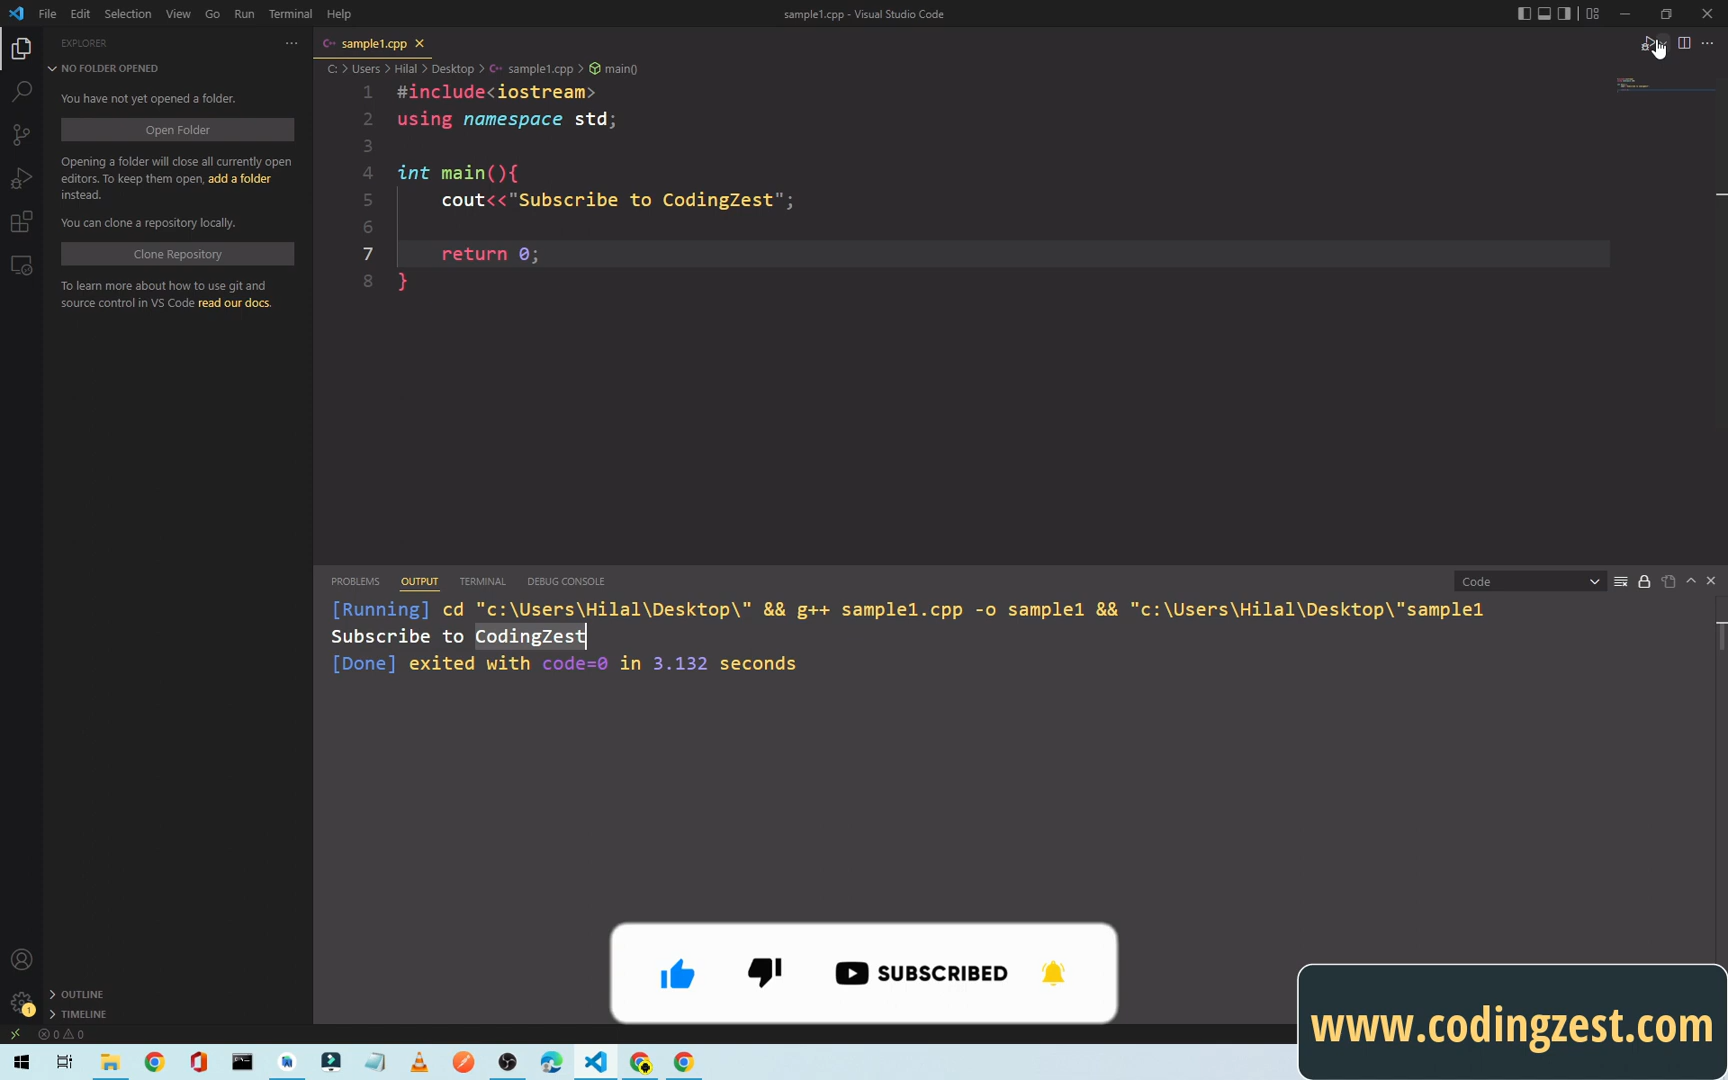 File Edit Selection View Go Run Terminal Help
sample1.cpp - Visual Studio Code
EXPLORER
NO FOLDER OPENED
You have not yet opened a folder.
Open Folder
Opening a folder will close all currently open
editors. To keep them open, add a folder
instead.
You can clone a repository locally.
Clone Repository
To learn more about how to use git and
source control in VS Code read our docs.
OUTLINE
TIMELINE
sample1.cpp
C: > Users > Hilal > Desktop > sample1.cpp > main()
1 #include<iostream>
2 using namespace std;
3
4 int main(){
5 cout<<"Subscribe to CodingZest";
6
7 return 0;
8 }
PROBLEMS OUTPUT TERMINAL DEBUG CONSOLE
Code
[Running] cd "c:\Users\Hilal\Desktop\" && g++ sample1.cpp -o sample1 && "c:\Users\Hilal\Desktop\"sample1
Subscribe to CodingZest
[Done] exited with code=0 in 3.132 seconds
SUBSCRIBED
www.codingzest.com
1
0 0